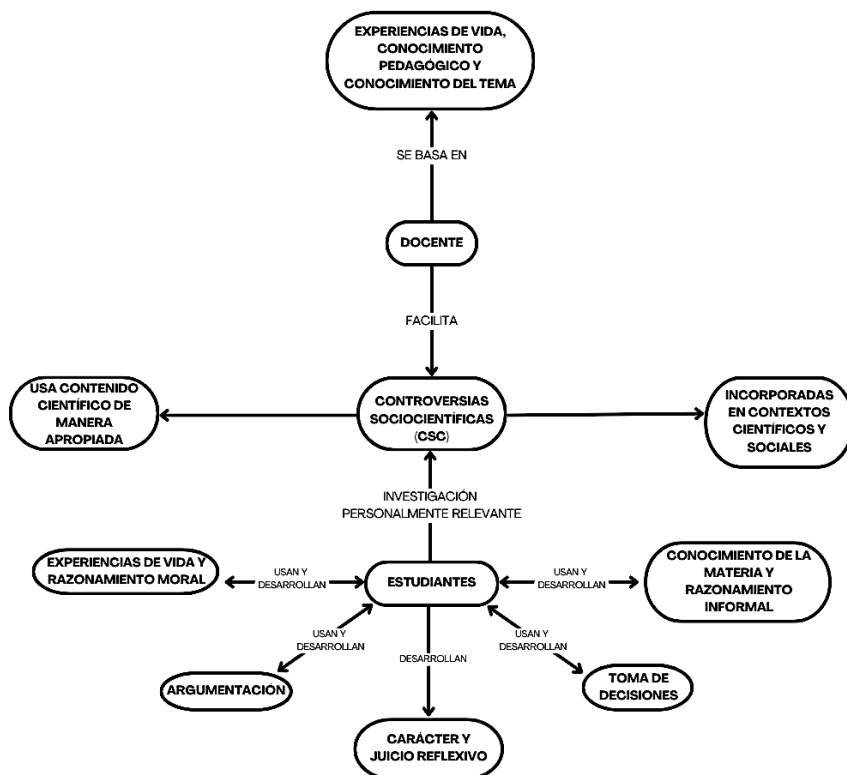 EXPERIENCIAS DE VIDA,
CONOCIMIENTO
PEDAGÓGICO Y
CONOCIMIENTO DEL TEMA
SE BASA EN
DOCENTE
FACILITA
USA CONTENIDO
CIENTÍFICO DE
MANERA
APROPIADA
CONTROVERSIAS
SOCIOCIENTÍFICAS
(CSC)
INCORPORADAS
EN CONTEXTOS
CIENTÍFICOS Y
SOCIALES
INVESTIGACIÓN
PERSONALMENTE RELEVANTE
EXPERIENCIAS DE VIDA Y
RAZONAMIENTO MORAL
USAN Y
DESARROLLAN
ESTUDIANTES
USAN Y
DESARROLLAN
CONOCIMIENTO DE LA
MATERIA Y
RAZONAMIENTO
INFORMAL
USAN Y
DESARROLLAN
DESARROLLAN
USAN Y
DESARROLLAN
ARGUMENTACIÓN
TOMA DE
DECISIONES
CARÁCTER Y
JUICIO REFLEXIVO